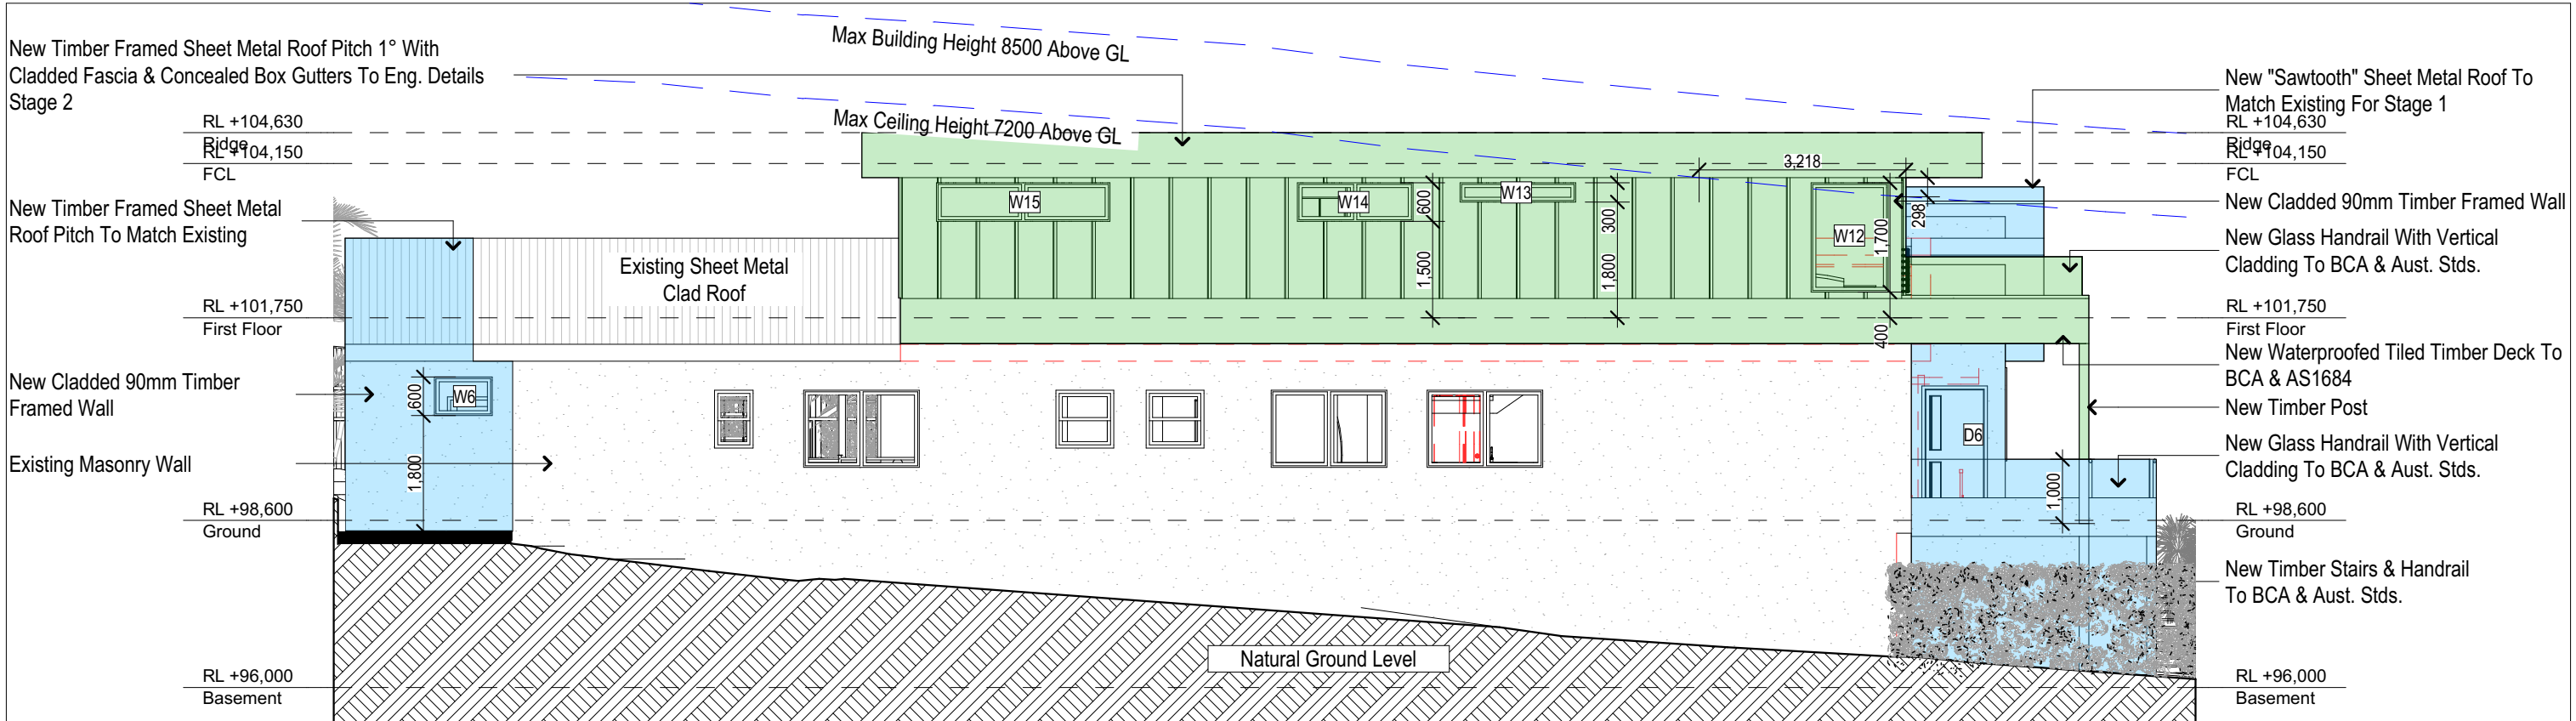 New Timber Framed Sheet Metal Roof Pitch 1° With
Cladded Fascia & Concealed Box Gutters To Eng. Details
Stage 2
RL +104,630
Ridge
RL +104,150
FCL
New Timber Framed Sheet Metal
Roof Pitch To Match Existing
RL +101,750
First Floor
New Cladded 90mm Timber
Framed Wall
Existing Masonry Wall
RL +98,600
Ground
RL +96,000
Basement
Max Building Height 8500 Above GL
Max Ceiling Height 7200 Above GL
Existing Sheet Metal
Clad Roof
W15
W14
W13
W12
600
300
1,500
1,800
1,700
400
3,218
298
W6
600
1,800
D6
1,000
Natural Ground Level
New "Sawtooth" Sheet Metal Roof To
Match Existing For Stage 1
RL +104,630
Ridge
RL +104,150
FCL
New Cladded 90mm Timber Framed Wall
New Glass Handrail With Vertical
Cladding To BCA & Aust. Stds.
RL +101,750
First Floor
New Waterproofed Tiled Timber Deck To
BCA & AS1684
New Timber Post
New Glass Handrail With Vertical
Cladding To BCA & Aust. Stds.
RL +98,600
Ground
New Timber Stairs & Handrail
To BCA & Aust. Stds.
RL +96,000
Basement